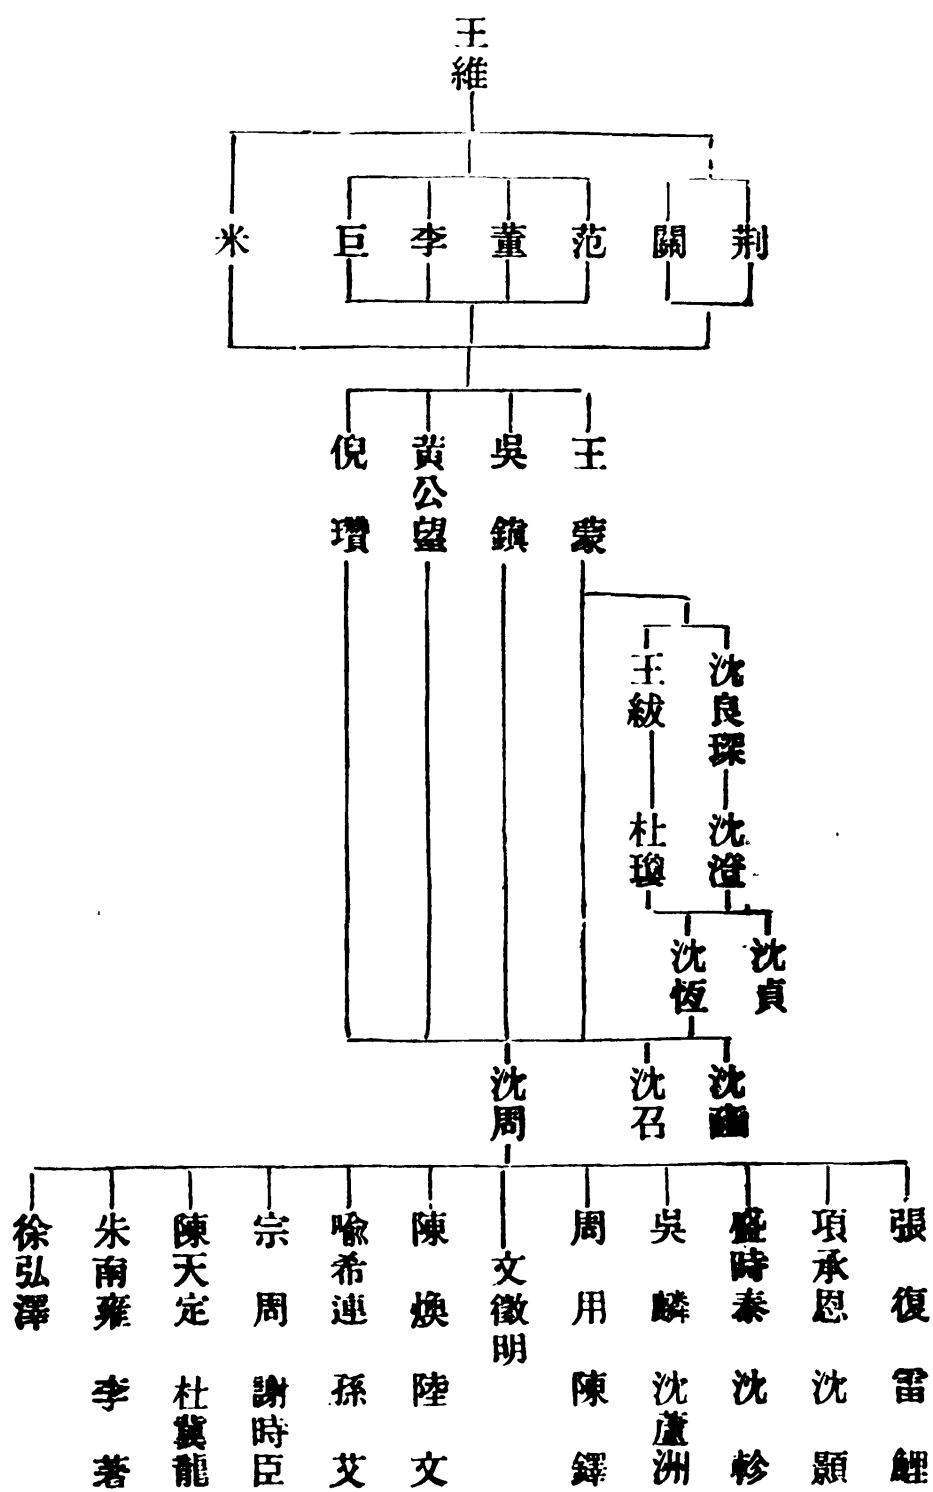 王維
荆
關
范
董
李
巨
米
王蒙
吳鎮
黃公望
倪瓚
沈良琛
王紱
沈澄
杜瓊
沈貞
沈恆
沈召
沈周
張復 雷鯉
項承恩 沈顥
盛時泰 沈軫
吳麟 沈蘆洲
周用 陳鐸
文徵明
陳煥 陸文
喻希連 孫艾
宗周 謝時臣
陳天定 杜冀龍
朱南雍 李著
徐弘澤